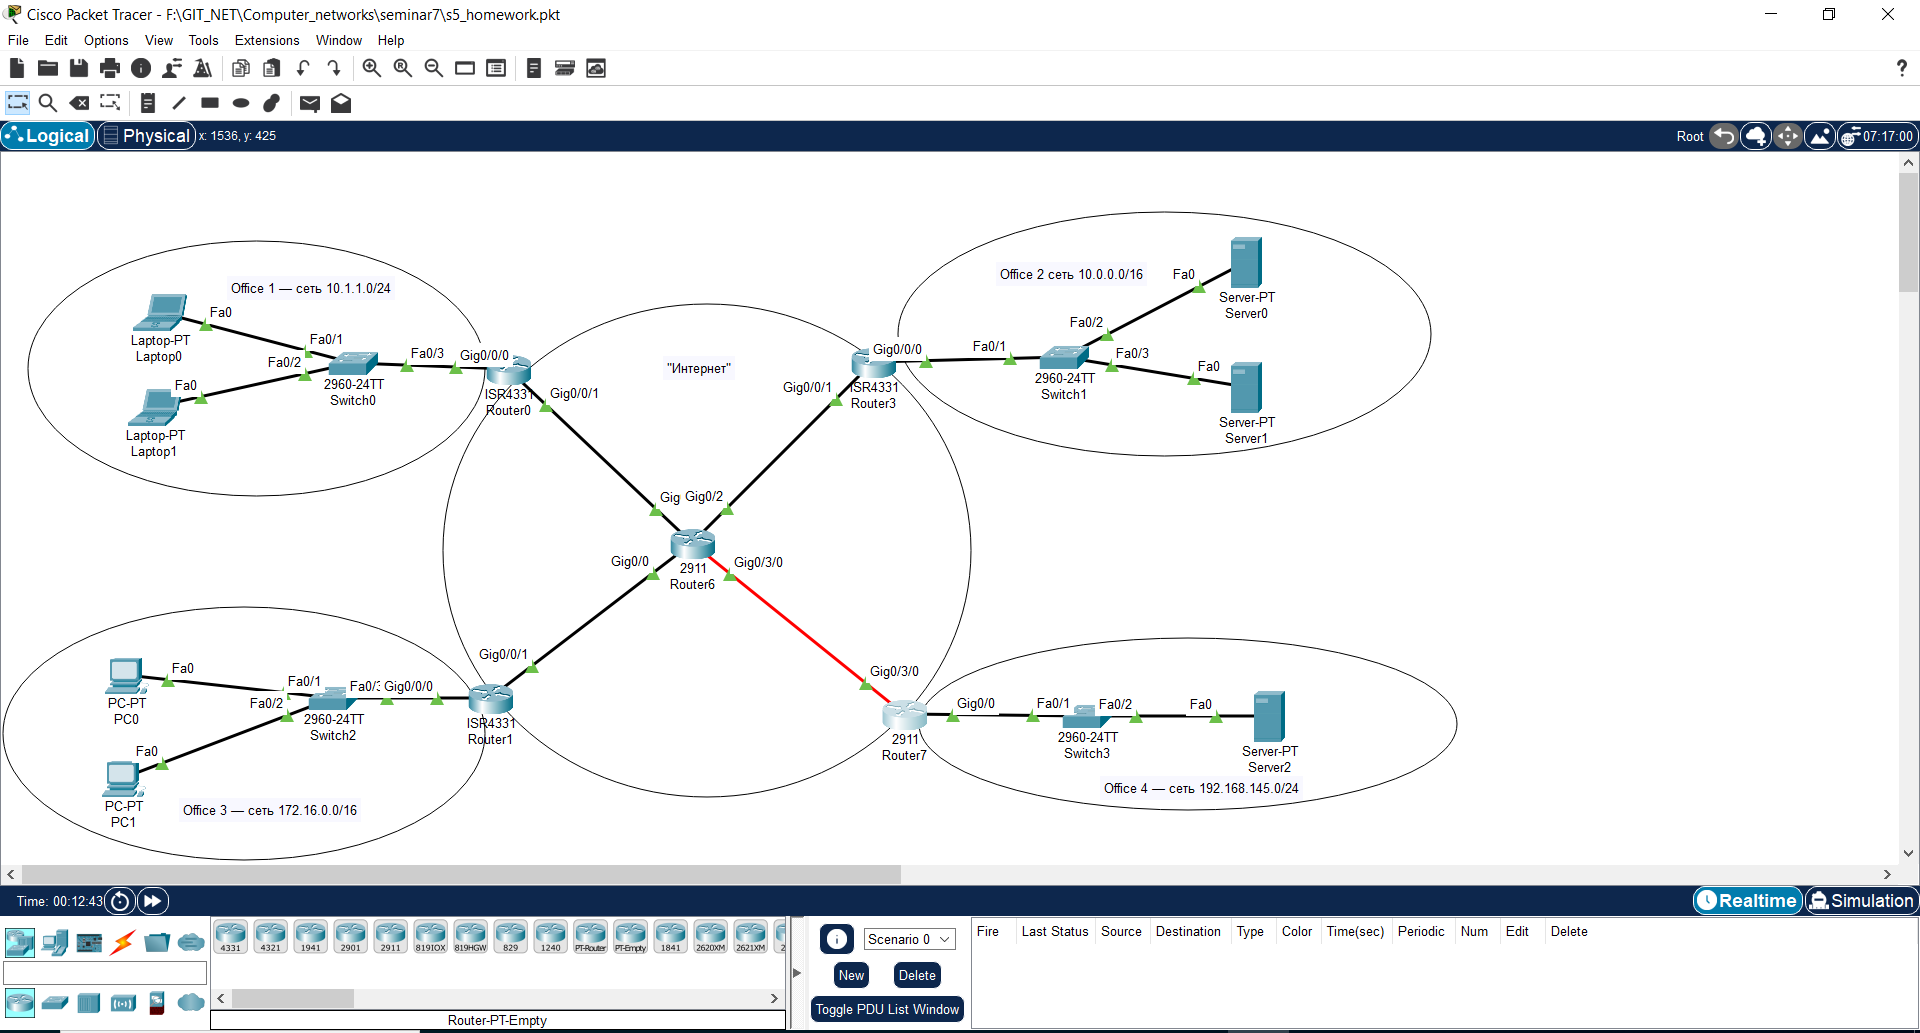 Cisco Packet Tracer - F:\GIT_NET\Computer_networks\seminar7\s5_homework.pkt
File Edit Options View Tools Extensions Window Help
?
Logical Physical x: 1536, y: 425
Root 07:17:00
Office 1 — сеть 10.1.1.0/24
Fa0
Laptop-PT
Laptop0
Fa0/1
Fa0/2
Fa0/3
Gig0/0/0
2960-24TT
Switch0
Fa0
Laptop-PT
Laptop1
ISR4331
Router0
Gig0/0/1
"Интернет"
Office 2 сеть 10.0.0.0/16
Fa0
Server-PT
Server0
Fa0/2
Gig0/0/0
Fa0/1
Fa0/3
Fa0
Gig0/0/1
ISR4331
Router3
2960-24TT
Switch1
Server-PT
Server1
Gig Gig0/2
Gig0/0
Gig0/3/0
2911
Router6
Gig0/0/1
Gig0/3/0
Fa0
PC-PT
PC0
Fa0/1
Fa0/2
Fa0/3
Gig0/0/0
2960-24TT
Switch2
ISR4331
Router1
Fa0
PC-PT
PC1
Office 3 — сеть 172.16.0.0/16
Gig0/0
Fa0/1
Fa0/2
Fa0
2911
Router7
2960-24TT
Switch3
Server-PT
Server2
Office 4 — сеть 192.168.145.0/24
Time: 00:12:43
Realtime Simulation
4331 4321 1941 2901 2911 819IOX 819HGW 829 1240 PT-Router PT-Empty 1841 2620XM 2621XM 2
Router-PT-Empty
Scenario 0
New Delete
Toggle PDU List Window
Fire Last Status Source Destination Type Color Time(sec) Periodic Num Edit Delete